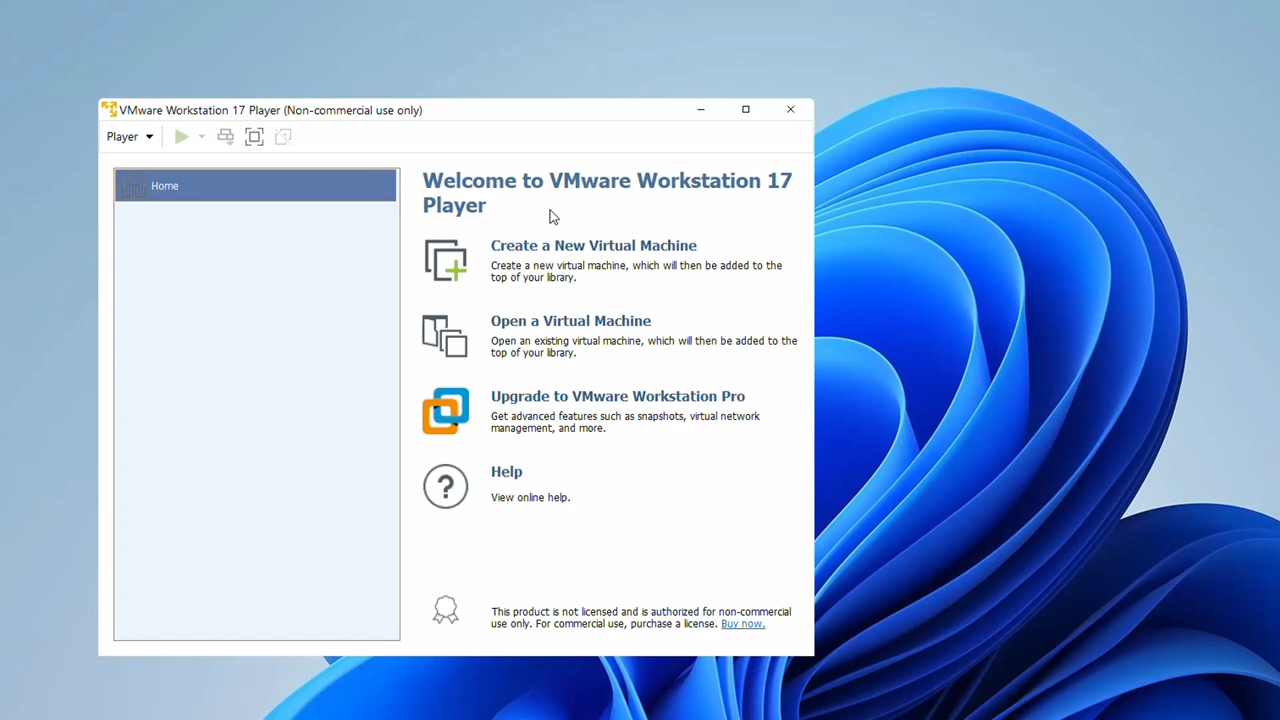 VMware Workstation 17 Player (Non-commercial use only)
Player
Home
Welcome to VMware Workstation 17
Player
Create a New Virtual Machine
Create a new virtual machine, which will then be added to the
top of your library.
Open a Virtual Machine
Open an existing virtual machine, which will then be added to the
top of your library.
Upgrade to VMware Workstation Pro
Get advanced features such as snapshots, virtual network
management, and more.
?
Help
View online help.
This product is not licensed and is authorized for non-commercial
use only. For commercial use, purchase a license. Buy now.